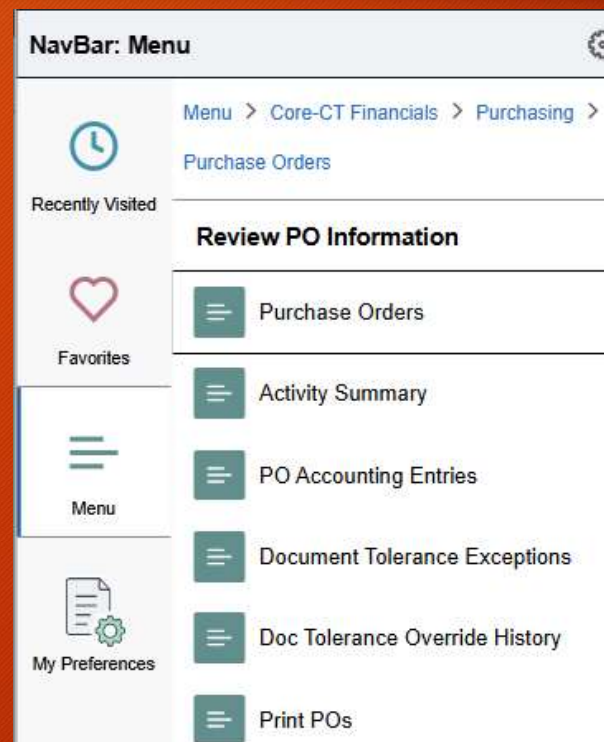 NavBar: Menu
Recently Visited
Favorites
Menu
My Preferences
Menu > Core-CT Financials > Purchasing >
Purchase Orders
Review PO Information
Purchase Orders
Activity Summary
PO Accounting Entries
Document Tolerance Exceptions
Doc Tolerance Override History
Print POs